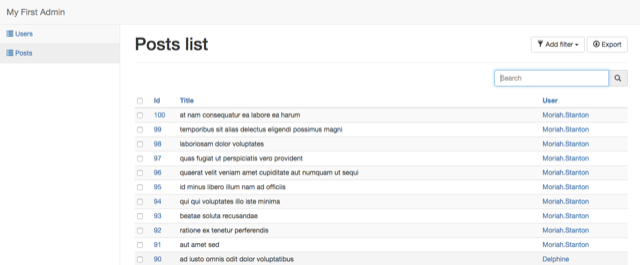 My First Admin
Users
Posts
Posts list
Add filter
Export
Search
Id Title User
100 at nam consequatur ea labore ea harum Moriah.Stanton
99 temporibus sit alias delectus eligendi possimus magni Moriah.Stanton
98 laboriosam dolor voluptates Moriah.Stanton
97 quas fugiat ut perspiciatis vero provident Moriah.Stanton
96 quaerat velit veniam amet cupiditate aut numquam ut sequi Moriah.Stanton
95 id minus libero illum nam ad officiis Moriah.Stanton
94 qui qui voluptates illo iste minima Moriah.Stanton
93 beatae soluta recusandae Moriah.Stanton
92 ratione ex tenetur perferendis Moriah.Stanton
91 aut amet sed Moriah.Stanton
90 ad iusto omnis odit dolor voluptatibus Delphine